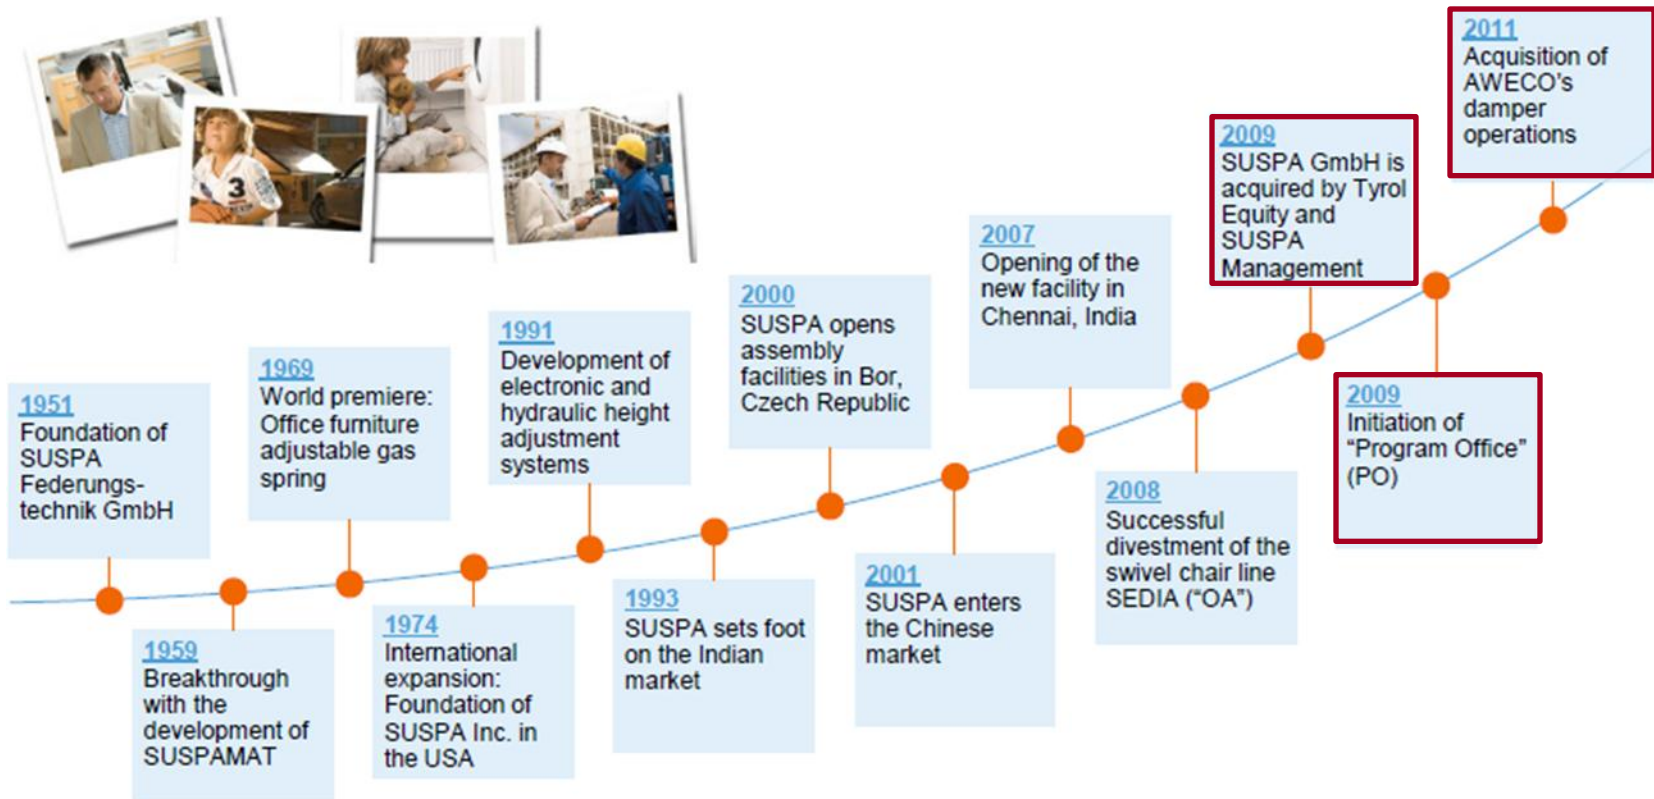 3
1951
Foundation of
SUSPA
Federungs-
technik GmbH
1959
Breakthrough
with the
development of
SUSPAMAT
1969
World premiere:
Office furniture
adjustable gas
spring
1974
International
expansion:
Foundation of
SUSPA Inc. in
the USA
1991
Development of
electronic and
hydraulic height
adjustment
systems
1993
SUSPA sets foot
on the Indian
market
2000
SUSPA opens
assembly
facilities in Bor,
Czech Republic
2001
SUSPA enters
the Chinese
market
2007
Opening of the
new facility in
Chennai, India
2008
Successful
divestment of the
swivel chair line
SEDIA (“OA”)
2009
SUSPA GmbH is
acquired by Tyrol
Equity and
SUSPA
Management
2009
Initiation of
“Program Office”
(PO)
2011
Acquisition of
AWECO's
damper
operations